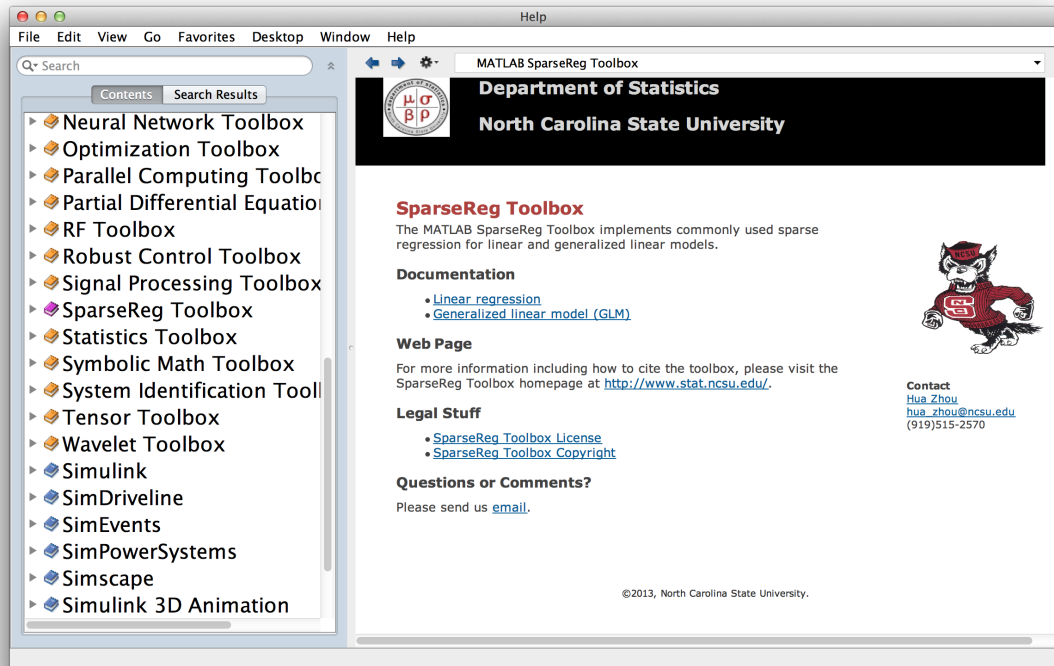 Help
File Edit View Go Favorites Desktop Window Help
Search
MATLAB SparseReg Toolbox
Contents Search Results
Neural Network Toolbox
Optimization Toolbox
Parallel Computing Toolbo
Partial Differential Equation
RF Toolbox
Robust Control Toolbox
Signal Processing Toolbox
SparseReg Toolbox
Statistics Toolbox
Symbolic Math Toolbox
System Identification Tool
Tensor Toolbox
Wavelet Toolbox
Simulink
SimDriveline
SimEvents
SimPowerSystems
Simscape
Simulink 3D Animation
department of Statistics
μ σ
β ρ
Department of Statistics
North Carolina State University
SparseReg Toolbox
The MATLAB SparseReg Toolbox implements commonly used sparse
regression for linear and generalized linear models.
Documentation
Linear regression
Generalized linear model (GLM)
Web Page
For more information including how to cite the toolbox, please visit the
SparseReg Toolbox homepage at http://www.stat.ncsu.edu/.
Legal Stuff
SparseReg Toolbox License
SparseReg Toolbox Copyright
Questions or Comments?
Please send us email.
NCSU
S
Contact
Hua Zhou
hua_zhou@ncsu.edu
(919)515-2570
©2013, North Carolina State University.